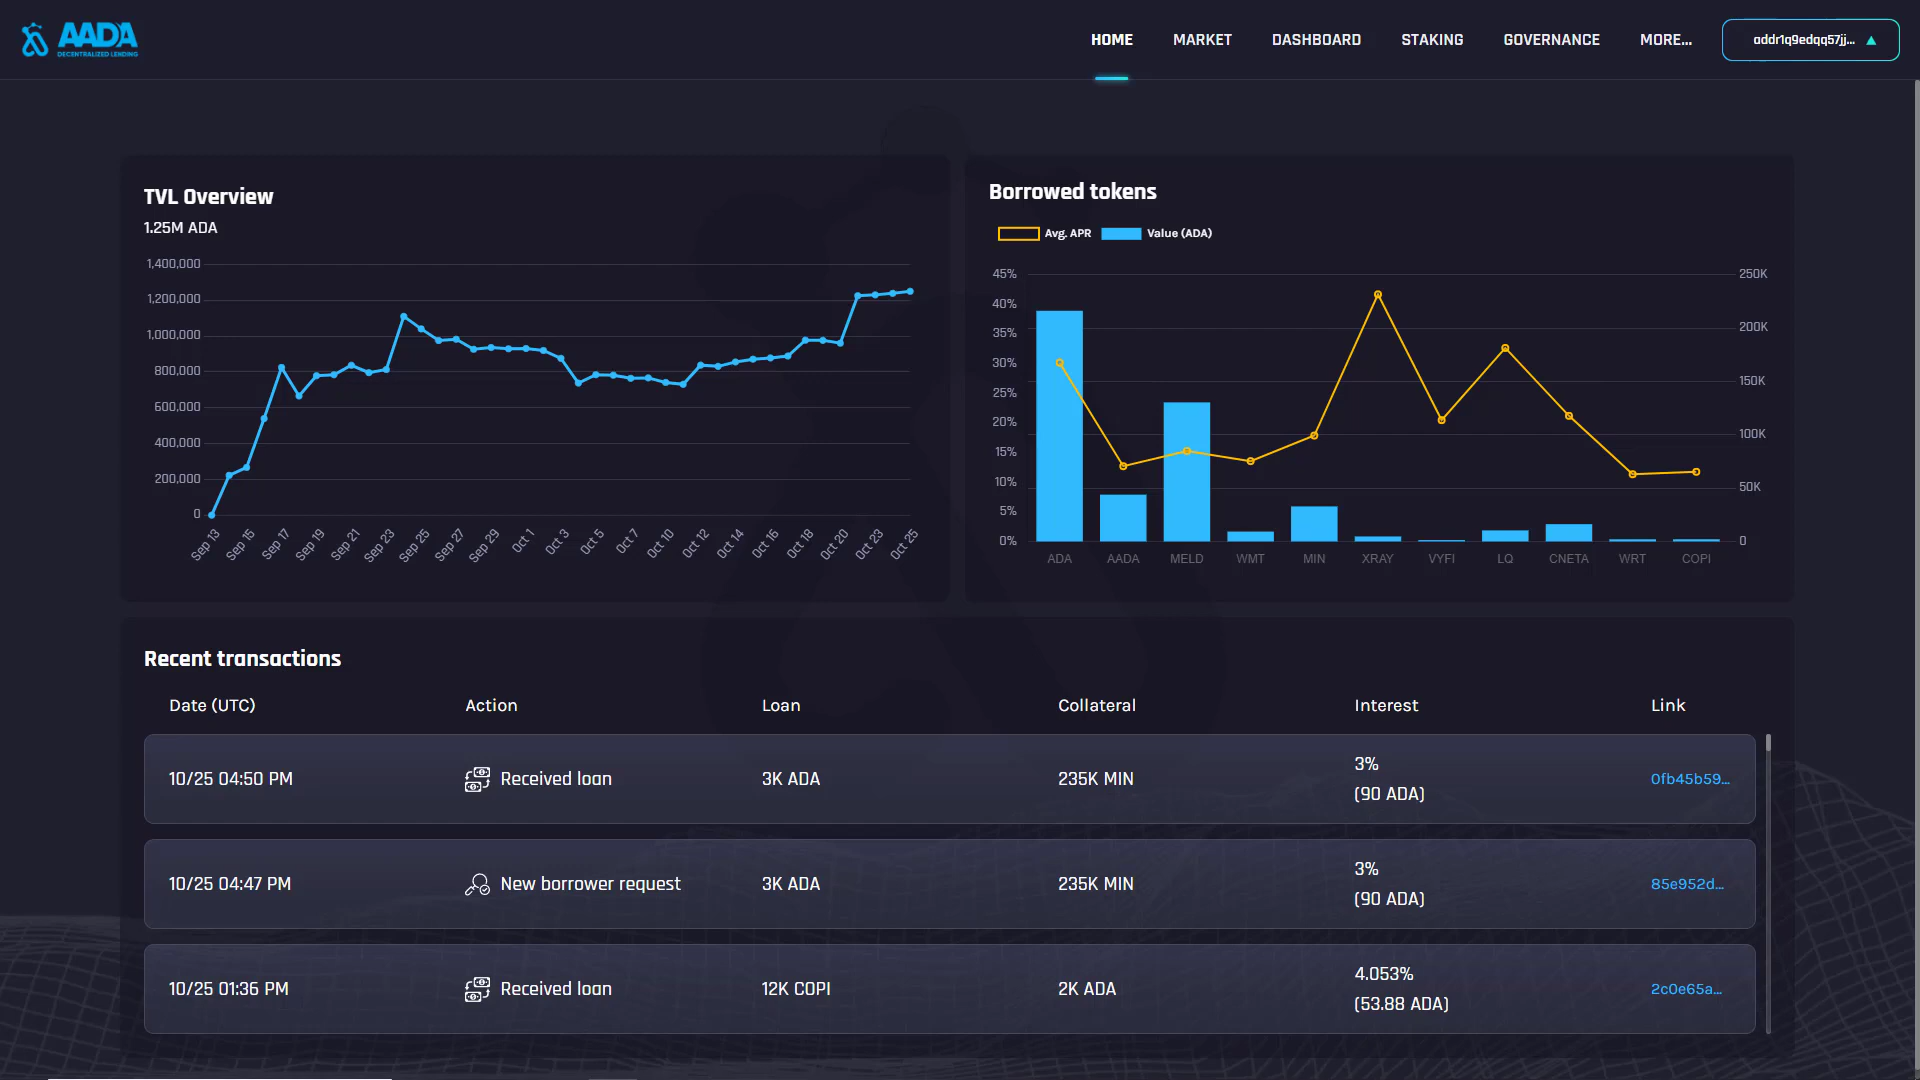 AADA
DECENTRALIZED LENDING
HOME
MARKET
DASHBOARD
STAKING
GOVERNANCE
MORE...
addr1q9edqq57jj... ▲
TVL Overview
1.25M ADA
1,400,000
1,200,000
1,000,000
800,000
600,000
400,000
200,000
0
Sep 13
Sep 15
Sep 17
Sep 19
Sep 21
Sep 23
Sep 25
Sep 27
Sep 29
Oct 1
Oct 3
Oct 5
Oct 7
Oct 10
Oct 12
Oct 14
Oct 16
Oct 18
Oct 20
Oct 23
Oct 25
Borrowed tokens
Avg. APR
Value (ADA)
45%
40%
35%
30%
25%
20%
15%
10%
5%
0%
250K
200K
150K
100K
50K
0
ADA
AADA
MELD
WMT
MIN
XRAY
VYFI
LQ
CNETA
WRT
COPI
Recent transactions
Date (UTC)
Action
Loan
Collateral
Interest
Link
10/25 04:50 PM
Received loan
3K ADA
235K MIN
3%
(90 ADA)
0fb45b59...
10/25 04:47 PM
New borrower request
3K ADA
235K MIN
3%
(90 ADA)
85e952d...
10/25 01:36 PM
Received loan
12K COPI
2K ADA
4.053%
(53.88 ADA)
2c0e65a...